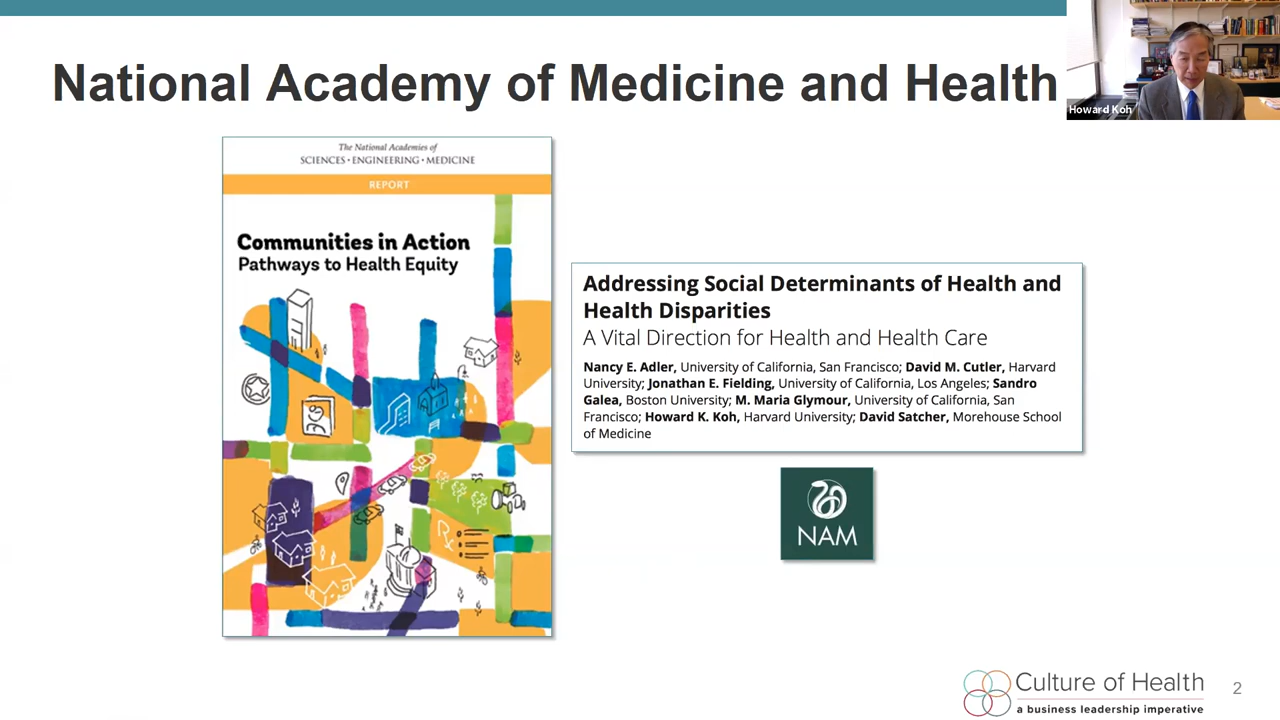 National Academy of Medicine and Health
Howard Koh
The National Academies of
SCIENCES • ENGINEERING • MEDICINE
REPORT
Communities in Action
Pathways to Health Equity
Rx
Addressing Social Determinants of Health and
Health Disparities
A Vital Direction for Health and Health Care
Nancy E. Adler, University of California, San Francisco; David M. Cutler, Harvard
University; Jonathan E. Fielding, University of California, Los Angeles; Sandro
Galea, Boston University; M. Maria Glymour, University of California, San
Francisco; Howard K. Koh, Harvard University; David Satcher, Morehouse School
of Medicine
NAM
Culture of Health
a business leadership imperative
2